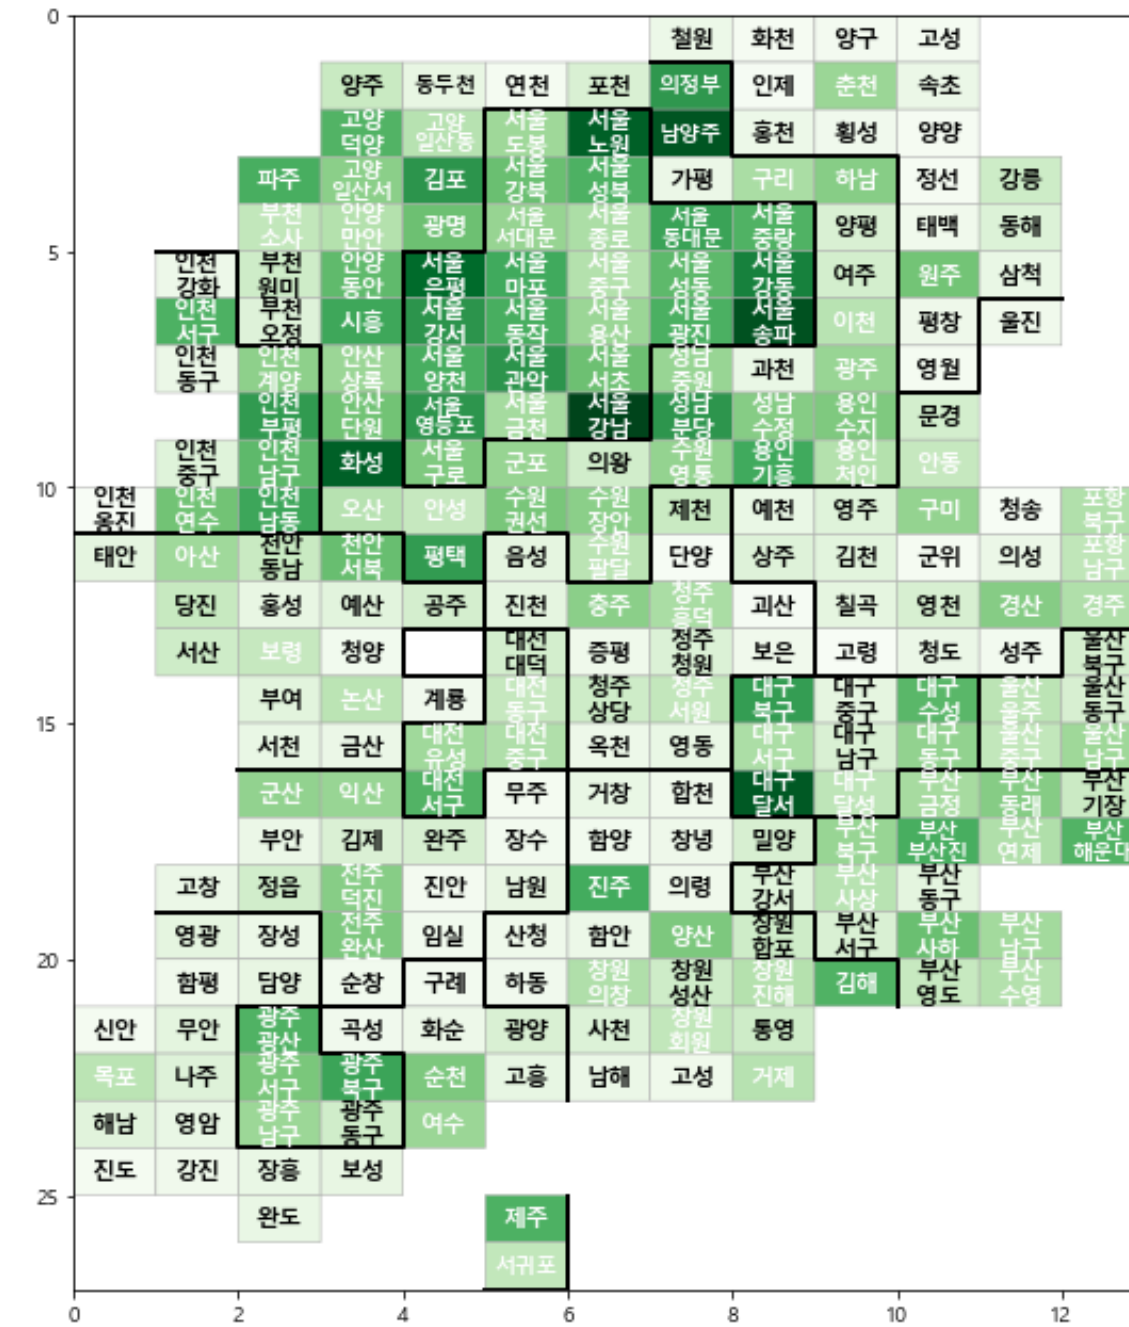 0
철원 화천 양구 고성
양주 동두천 연천 포천 의정부 인제 춘천 속초
고양 고양 서울 서울 남양주 홍천 횡성 양양
덕양 일산동 도봉 노원
파주 고양 김포 서울 서울 가평 구리 하남 정선 강릉
일산서 강북 성북
부천 안양 광명 서울 서울 서울 서울 양평 태백 동해
소사 만안 서대문 종로 동대문 중랑
5
인천 부천 안양 서울 서울 서울 서울 서울 여주 원주 삼척
강화 원미 동안 은평 마포 중구 성동 강동
인천 부천 시흥 서울 서울 서울 서울 서울 이천 평창 울진
서구 오정 강서 동작 용산 광진 송파
인천 인천 안산 서울 서울 서울 성남 과천 광주 영월
동구 계양 상록 양천 관악 서초 중원
인천 안산 서울 서울 서울 성남 성남 용인 문경
부평 단원 영등포 금천 강남 분당 수정 수지
인천 인천 화성 서울 군포 의왕 수원 용인 용인 안동
중구 남구 구로 영통 기흥 처인
10
인천 인천 인천 오산 안성 수원 수원 제천 예천 영주 구미 청송 포항
옹진 연수 남동 권선 장안 북구
태안 아산 천안 천안 평택 음성 수원 단양 상주 김천 군위 의성 포항
동남 서북 팔달 남구
당진 홍성 예산 공주 진천 충주 청주 괴산 칠곡 영천 경산 경주
흥덕
서산 보령 청양 대전 증평 청주 보은 고령 청도 성주 울산
대덕 청원 북구
부여 논산 계룡 대전 청주 청주 대구 대구 대구 울산 울산
동구 상당 서원 북구 중구 수성 울주 동구
15
서천 금산 대전 대전 옥천 영동 대구 대구 대구 울산 울산
유성 중구 서구 남구 동구 중구 남구
군산 익산 대전 무주 거창 합천 대구 대구 부산 부산 부산
서구 달서 달성 금정 동래 기장
부안 김제 완주 장수 함양 창녕 밀양 부산 부산 부산 부산
북구 부산진 연제 해운대
고창 정읍 전주 진안 남원 진주 의령 부산 부산 부산
덕진 강서 사상 동구
영광 장성 전주 임실 산청 함안 양산 창원 부산 부산 부산
완산 합포 서구 사하 남구
20
함평 담양 순창 구례 하동 창원 창원 창원 김해 부산 부산
의창 성산 진해 영도 수영
신안 무안 광주 곡성 화순 광양 사천 창원 통영
광산 회원
목포 나주 광주 광주 순천 고흥 남해 고성 거제
서구 북구
해남 영암 광주 광주 여수
남구 동구
진도 강진 장흥 보성
25
완도 제주
서귀포
0 2 4 6 8 10 12